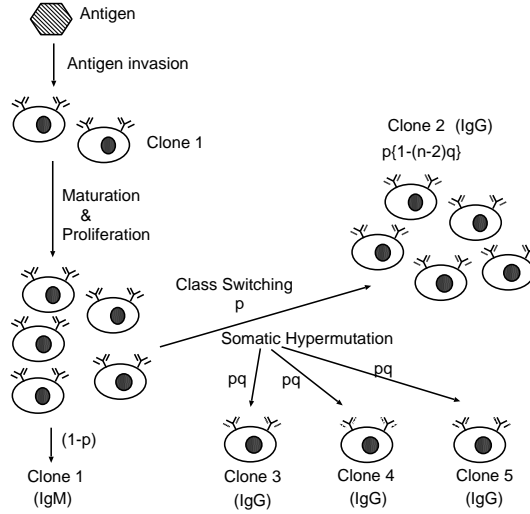 Antigen
Antigen invasion
Clone 1
Clone 2 (IgG)
p{1-(n-2)q}
Maturation
&
Proliferation
Class Switching
p
Somatic Hypermutation
pq
pq
pq
(1-p)
Clone 1
(IgM)
Clone 3
(IgG)
Clone 4
(IgG)
Clone 5
(IgG)